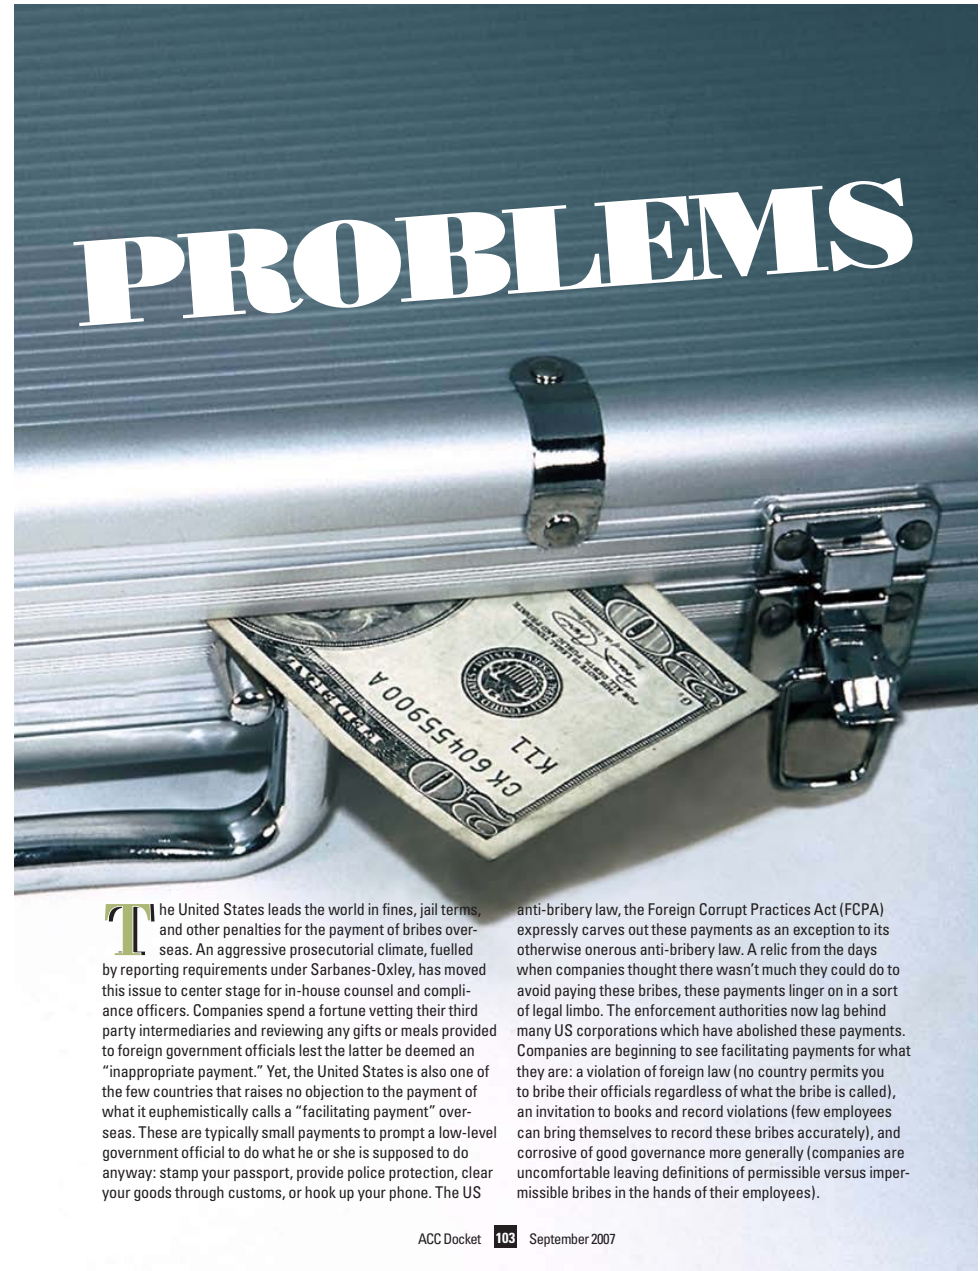 PROBLEMS
FEDERAL
20
CK60455900A
K11
20
The United States leads the world in fines, jail terms,
and other penalties for the payment of bribes over-
seas. An aggressive prosecutorial climate, fuelled
by reporting requirements under Sarbanes-Oxley, has moved
this issue to center stage for in-house counsel and compli-
ance officers. Companies spend a fortune vetting their third
party intermediaries and reviewing any gifts or meals provided
to foreign government officials lest the latter be deemed an
“inappropriate payment.” Yet, the United States is also one of
the few countries that raises no objection to the payment of
what it euphemistically calls a “facilitating payment” over-
seas. These are typically small payments to prompt a low-level
government official to do what he or she is supposed to do
anyway: stamp your passport, provide police protection, clear
your goods through customs, or hook up your phone. The US
anti-bribery law, the Foreign Corrupt Practices Act (FCPA)
expressly carves out these payments as an exception to its
otherwise onerous anti-bribery law. A relic from the days
when companies thought there wasn’t much they could do to
avoid paying these bribes, these payments linger on in a sort
of legal limbo. The enforcement authorities now lag behind
many US corporations which have abolished these payments.
Companies are beginning to see facilitating payments for what
they are: a violation of foreign law (no country permits you
to bribe their officials regardless of what the bribe is called),
an invitation to books and record violations (few employees
can bring themselves to record these bribes accurately), and
corrosive of good governance more generally (companies are
uncomfortable leaving definitions of permissible versus imper-
missible bribes in the hands of their employees).
ACC Docket 103 September 2007